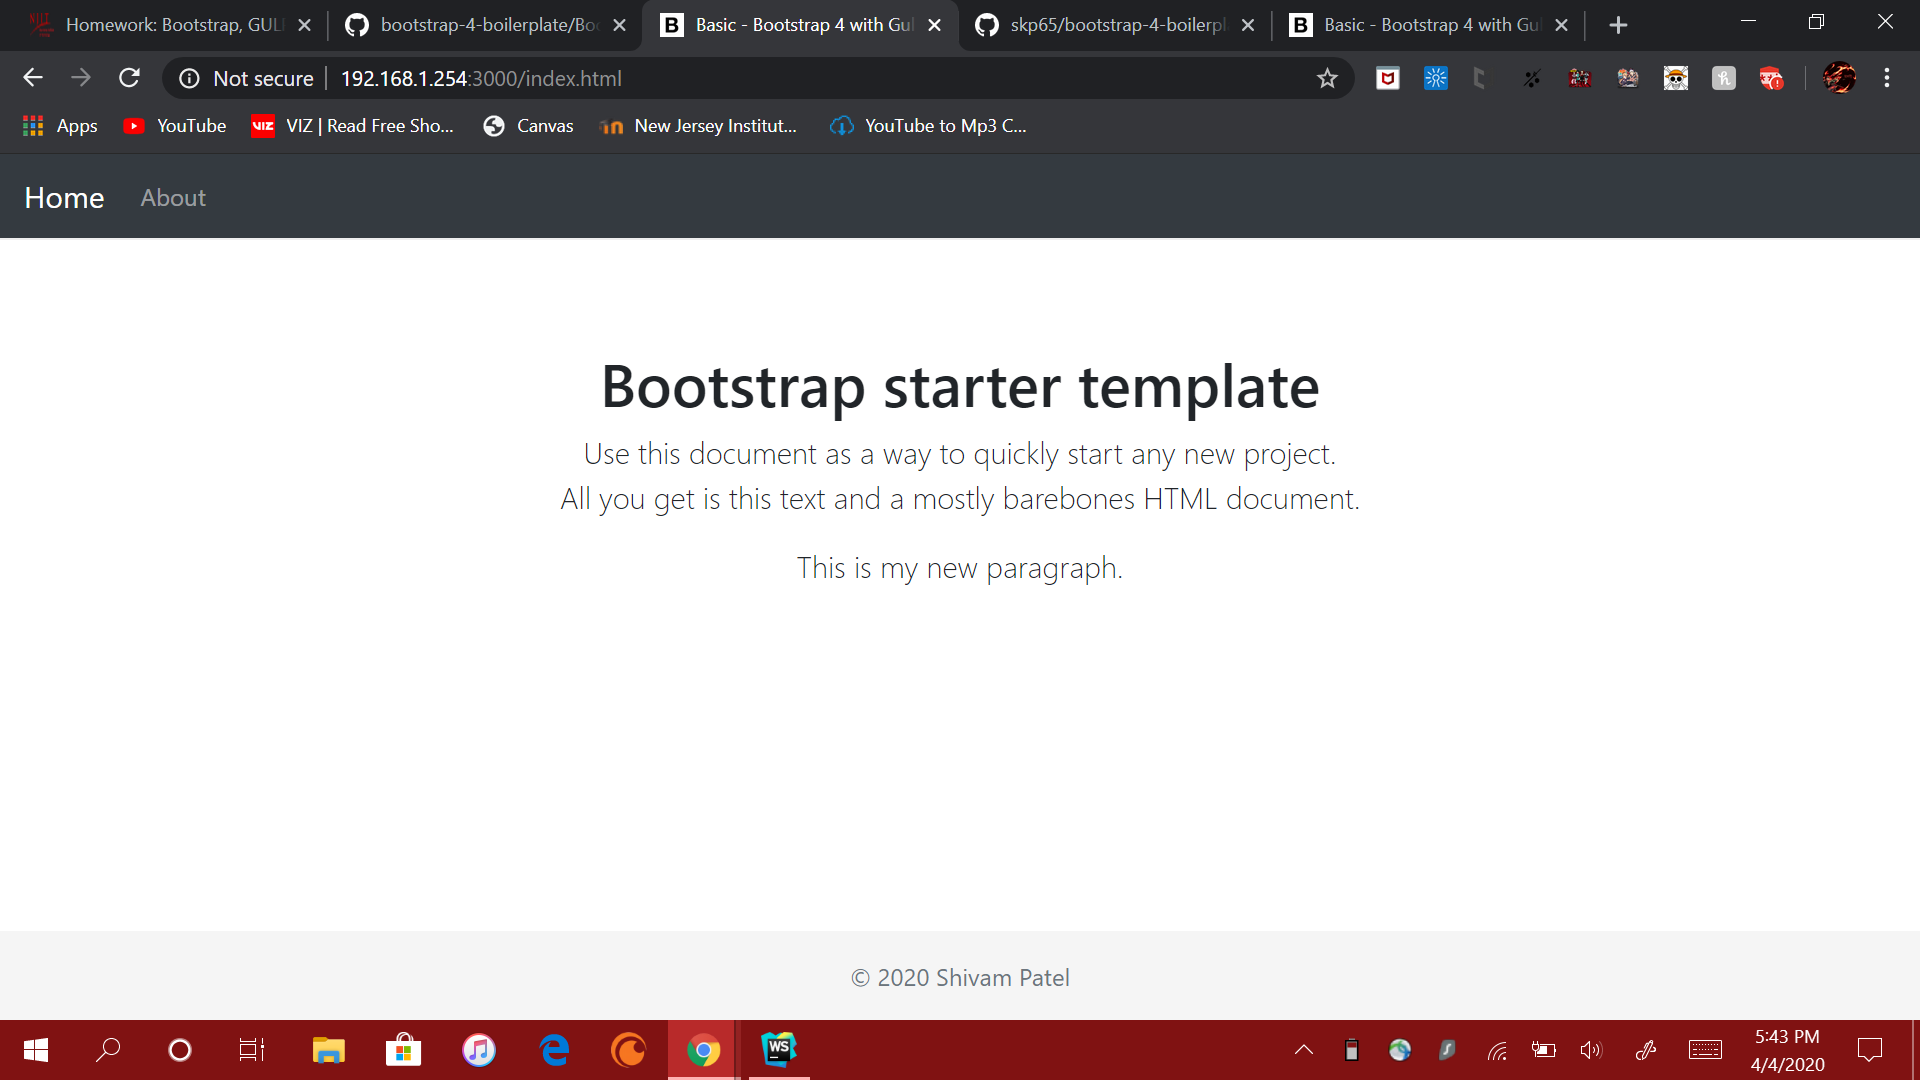 Homework: Bootstrap, GUL
bootstrap-4-boilerplate/Boo
B Basic - Bootstrap 4 with Gul
skp65/bootstrap-4-boilerpl
B Basic - Bootstrap 4 with Gul
Not secure 192.168.1.254:3000/index.html
Apps YouTube VIZ VIZ | Read Free Sho... Canvas New Jersey Institut... YouTube to Mp3 C...
Home About
Bootstrap starter template
Use this document as a way to quickly start any new project.
All you get is this text and a mostly barebones HTML document.
This is my new paragraph.
© 2020 Shivam Patel
WS
5:43 PM
4/4/2020